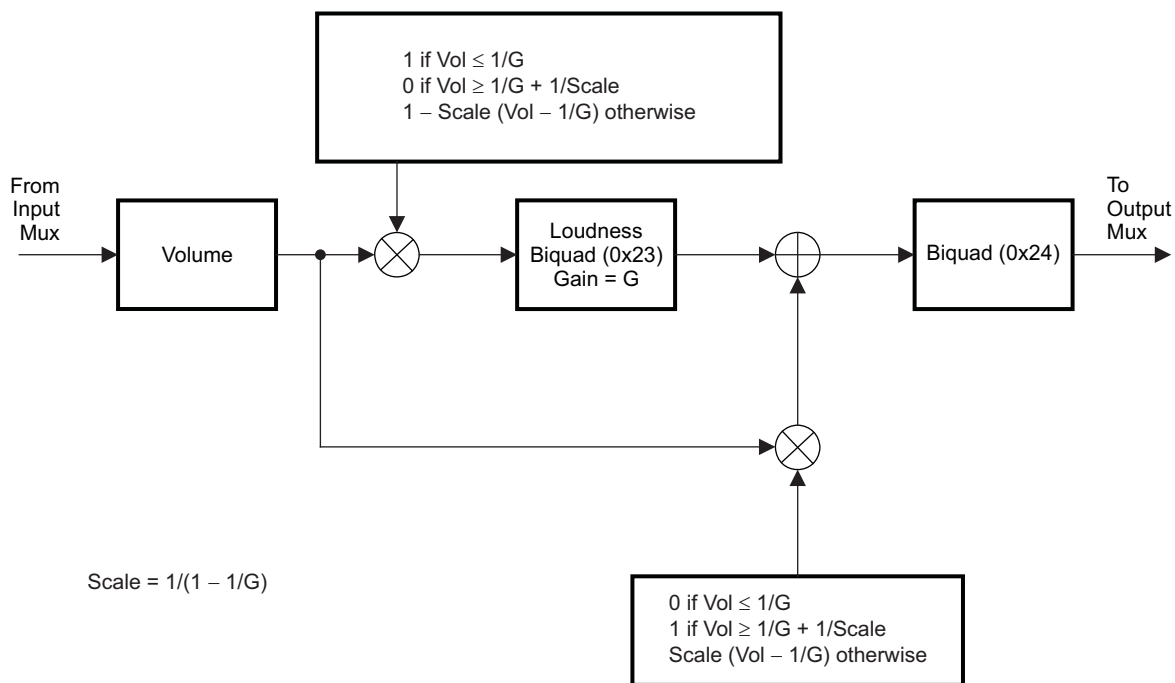 1 if Vol ≤ 1/G
0 if Vol ≥ 1/G + 1/Scale
1 – Scale (Vol – 1/G) otherwise
From
Input
Mux
Volume
Loudness
Biquad (0x23)
Gain = G
Biquad (0x24)
To
Output
Mux
Scale = 1/(1 – 1/G)
0 if Vol ≤ 1/G
1 if Vol ≥ 1/G + 1/Scale
Scale (Vol – 1/G) otherwise